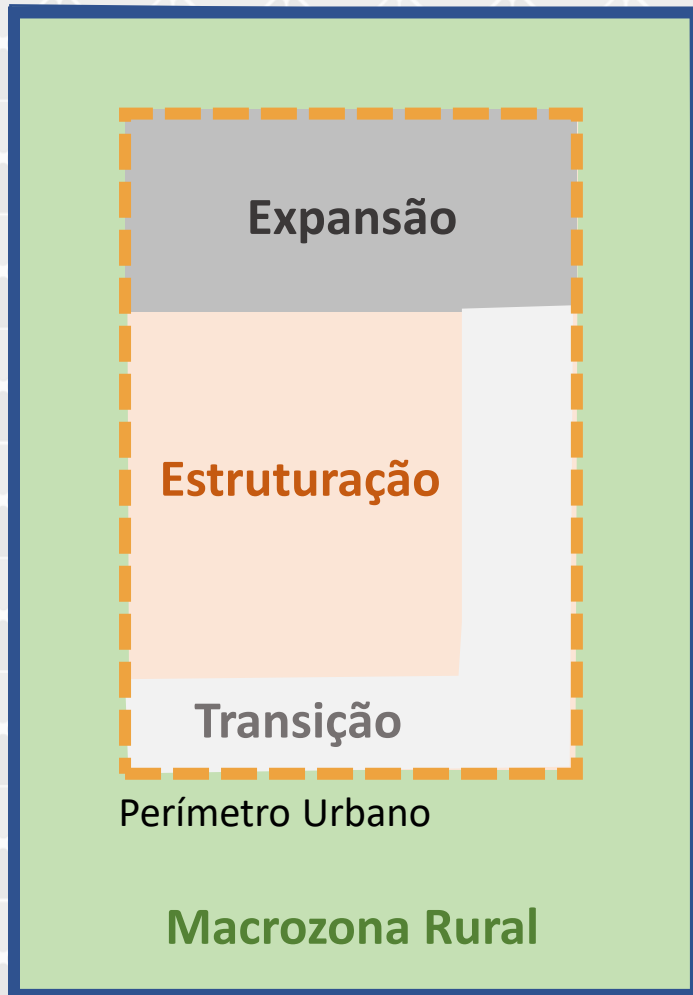 Expansão
Estruturação
Transição
Perímetro Urbano
Macrozona Rural